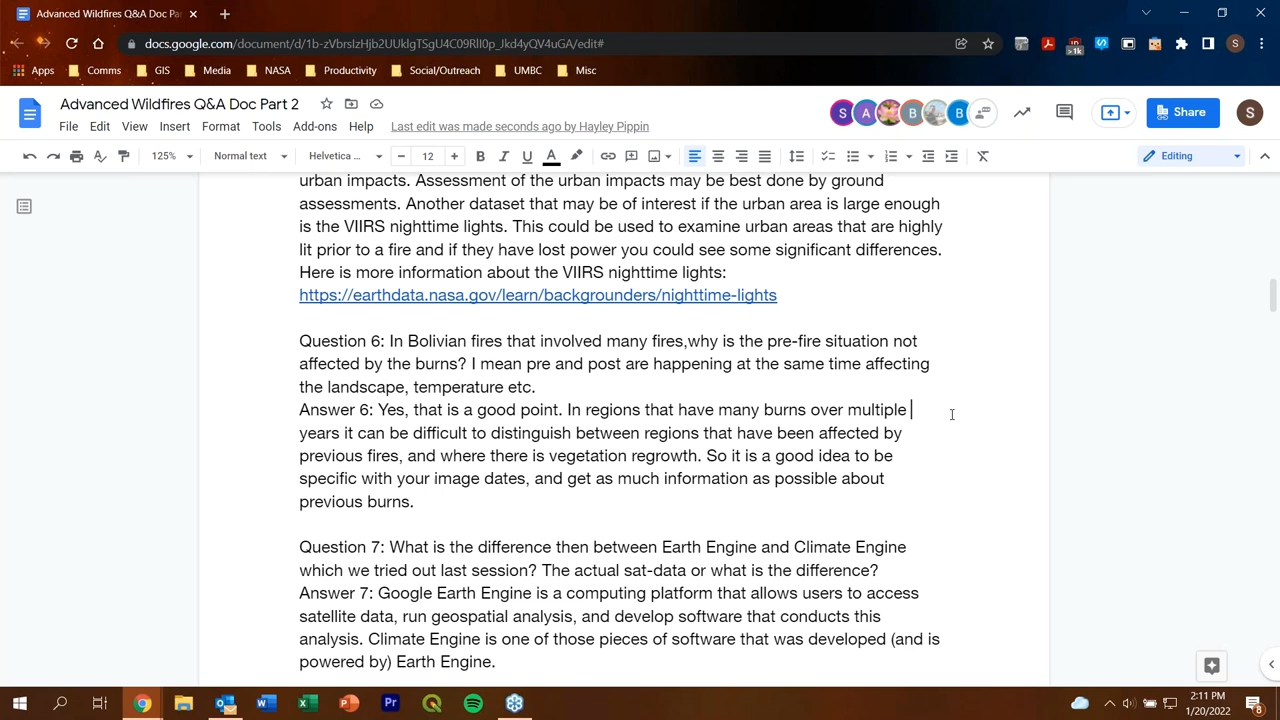 Advanced Wildfires Q&A Doc Pa
docs.google.com/document/d/
Apps Comms GIS Media NASA Productivity Social/Outreach UMBC Misc
Advanced Wildfires Q&A Doc Part 2
S A B B
Share
S
File Edit View Insert Format Tools Add-ons Help Last edit was made seconds ago by Hayley Pippin
125% Normal text Helvetica ... 12 B I U A Editing
urban impacts. Assessment of the urban impacts may be best done by ground
assessments. Another dataset that may be of interest if the urban area is large enough
is the VIIRS nighttime lights. This could be used to examine urban areas that are highly
lit prior to a fire and if they have lost power you could see some significant differences.
Here is more information about the VIIRS nighttime lights:
https://earthdata.nasa.gov/learn/backgrounders/nighttime-lights
Question 6: In Bolivian fires that involved many fires,why is the pre-fire situation not
affected by the burns? I mean pre and post are happening at the same time affecting
the landscape, temperature etc.
Answer 6: Yes, that is a good point. In regions that have many burns over multiple
years it can be difficult to distinguish between regions that have been affected by
previous fires, and where there is vegetation regrowth. So it is a good idea to be
specific with your image dates, and get as much information as possible about
previous burns.
Question 7: What is the difference then between Earth Engine and Climate Engine
which we tried out last session? The actual sat-data or what is the difference?
Answer 7: Google Earth Engine is a computing platform that allows users to access
satellite data, run geospatial analysis, and develop software that conducts this
analysis. Climate Engine is one of those pieces of software that was developed (and is
powered by) Earth Engine.
2:11 PM
1/20/2022
8